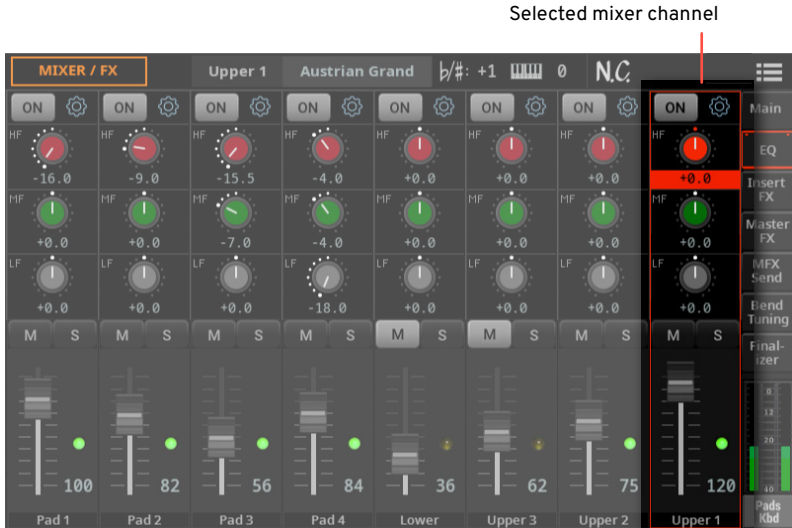 Selected mixer channel
MIXER / FX Upper 1 Austrian Grand ♭/#: +1 0 N.C.
ON ON ON ON ON ON ON ON Main
HF HF HF HF HF HF HF HF EQ
-16.0 -9.0 -15.5 -4.0 +0.0 +0.0 +0.0 +0.0
Insert
FX
MF MF MF MF MF MF MF MF
Master
FX
+0.0 +0.0 -7.0 -4.0 +0.0 +0.0 +0.0 +0.0
LF LF LF LF LF LF LF LF
MFX
Send
+0.0 +0.0 +0.0 -18.0 +0.0 +0.0 +0.0 +0.0
Bend
Tuning
M S M S M S M S M S M S M S M S
Final-
izer
0
12
20
40
100 82 56 84 36 62 75 120
Pad 1 Pad 2 Pad 3 Pad 4 Lower Upper 3 Upper 2 Upper 1
Pads
Kbd